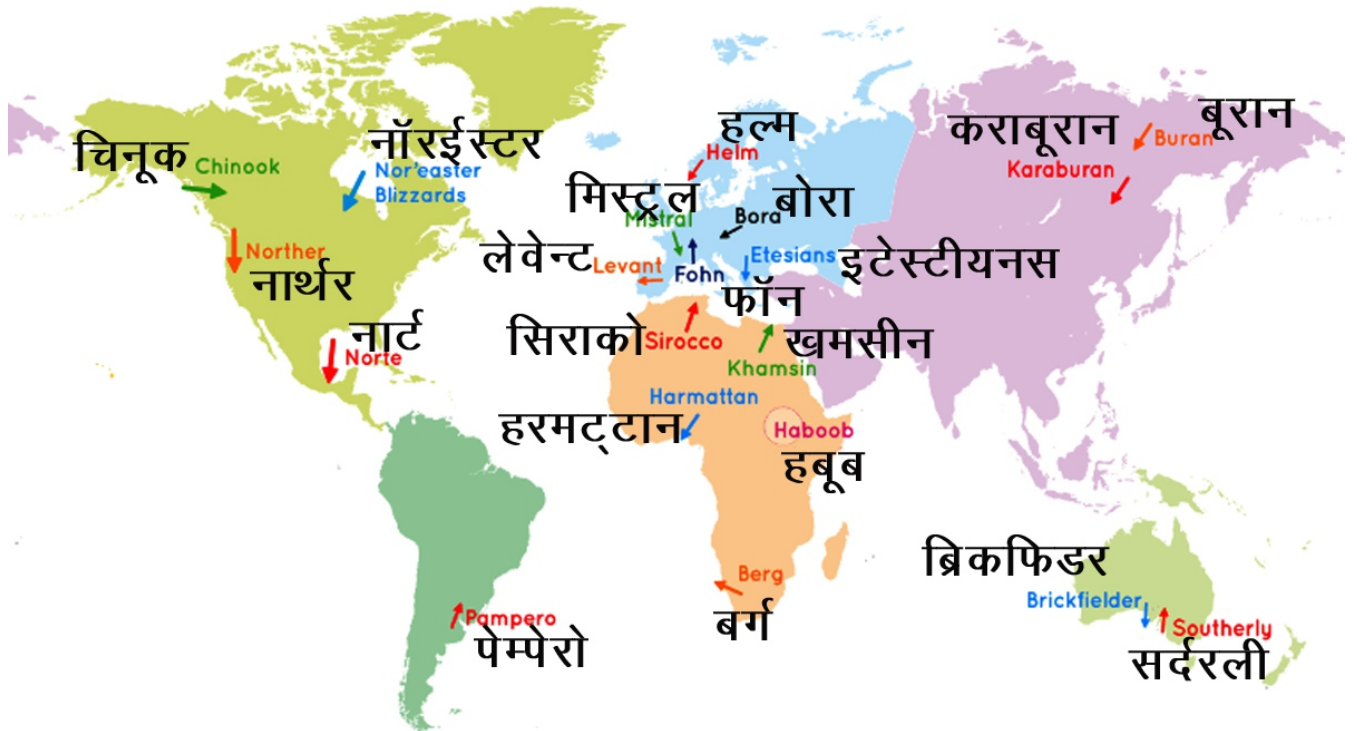 चिनूक
Chinook
नॉरईस्टर
Nor'easter
Blizzards
Norther
नार्थर
नार्ट
Norte
हल्म
Helm
मिस्ट्रल
Mistral
बोरा
Bora
लेवेन्ट
Levant
Fohn
फॉन
Etesians
इटेस्टीयनस
सिराको
Sirocco
खमसीन
Khamsin
Harmattan
हरमट्टान
Haboob
हबूब
कराबूरान
Karaburan
बूरान
Buran
Pampero
पेम्पेरो
Berg
बर्ग
ब्रिकफिडर
Brickfielder
Southerly
सर्दरली